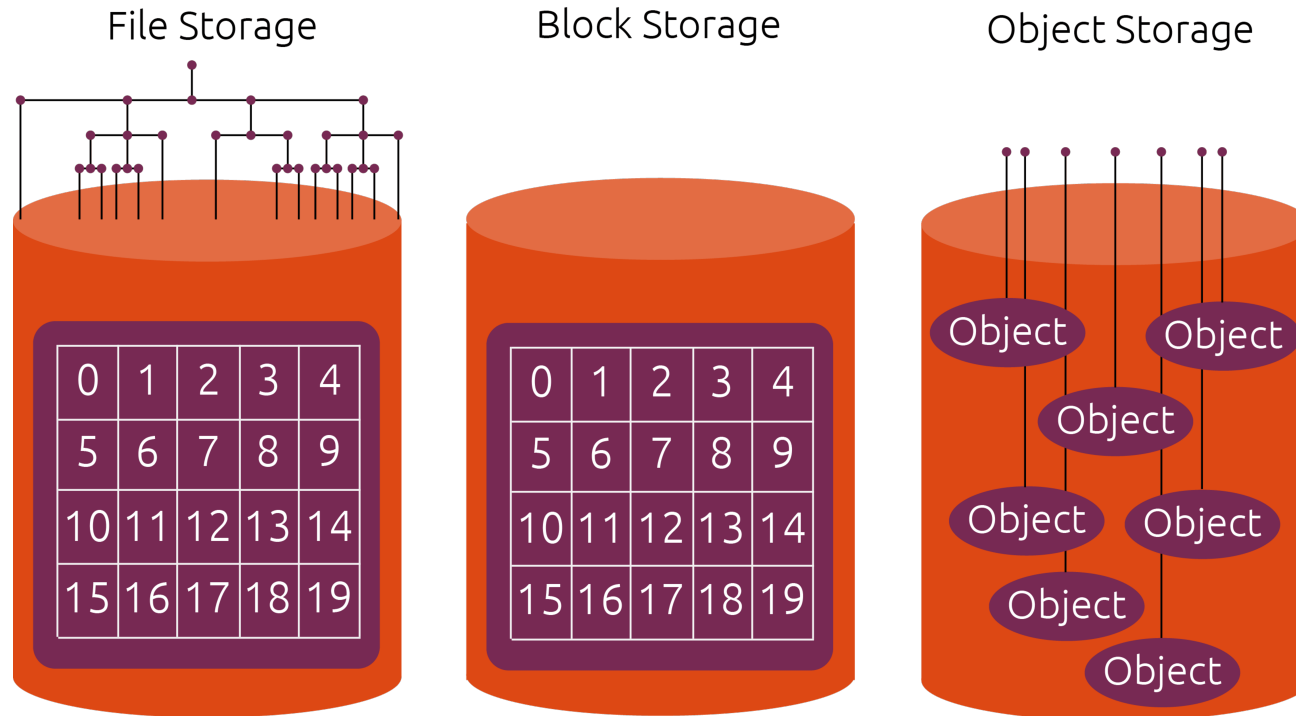 File Storage
Block Storage
Object Storage
0 1 2 3 4
5 6 7 8 9
10 11 12 13 14
15 16 17 18 19
0 1 2 3 4
5 6 7 8 9
10 11 12 13 14
15 16 17 18 19
Object
Object
Object
Object
Object
Object
Object